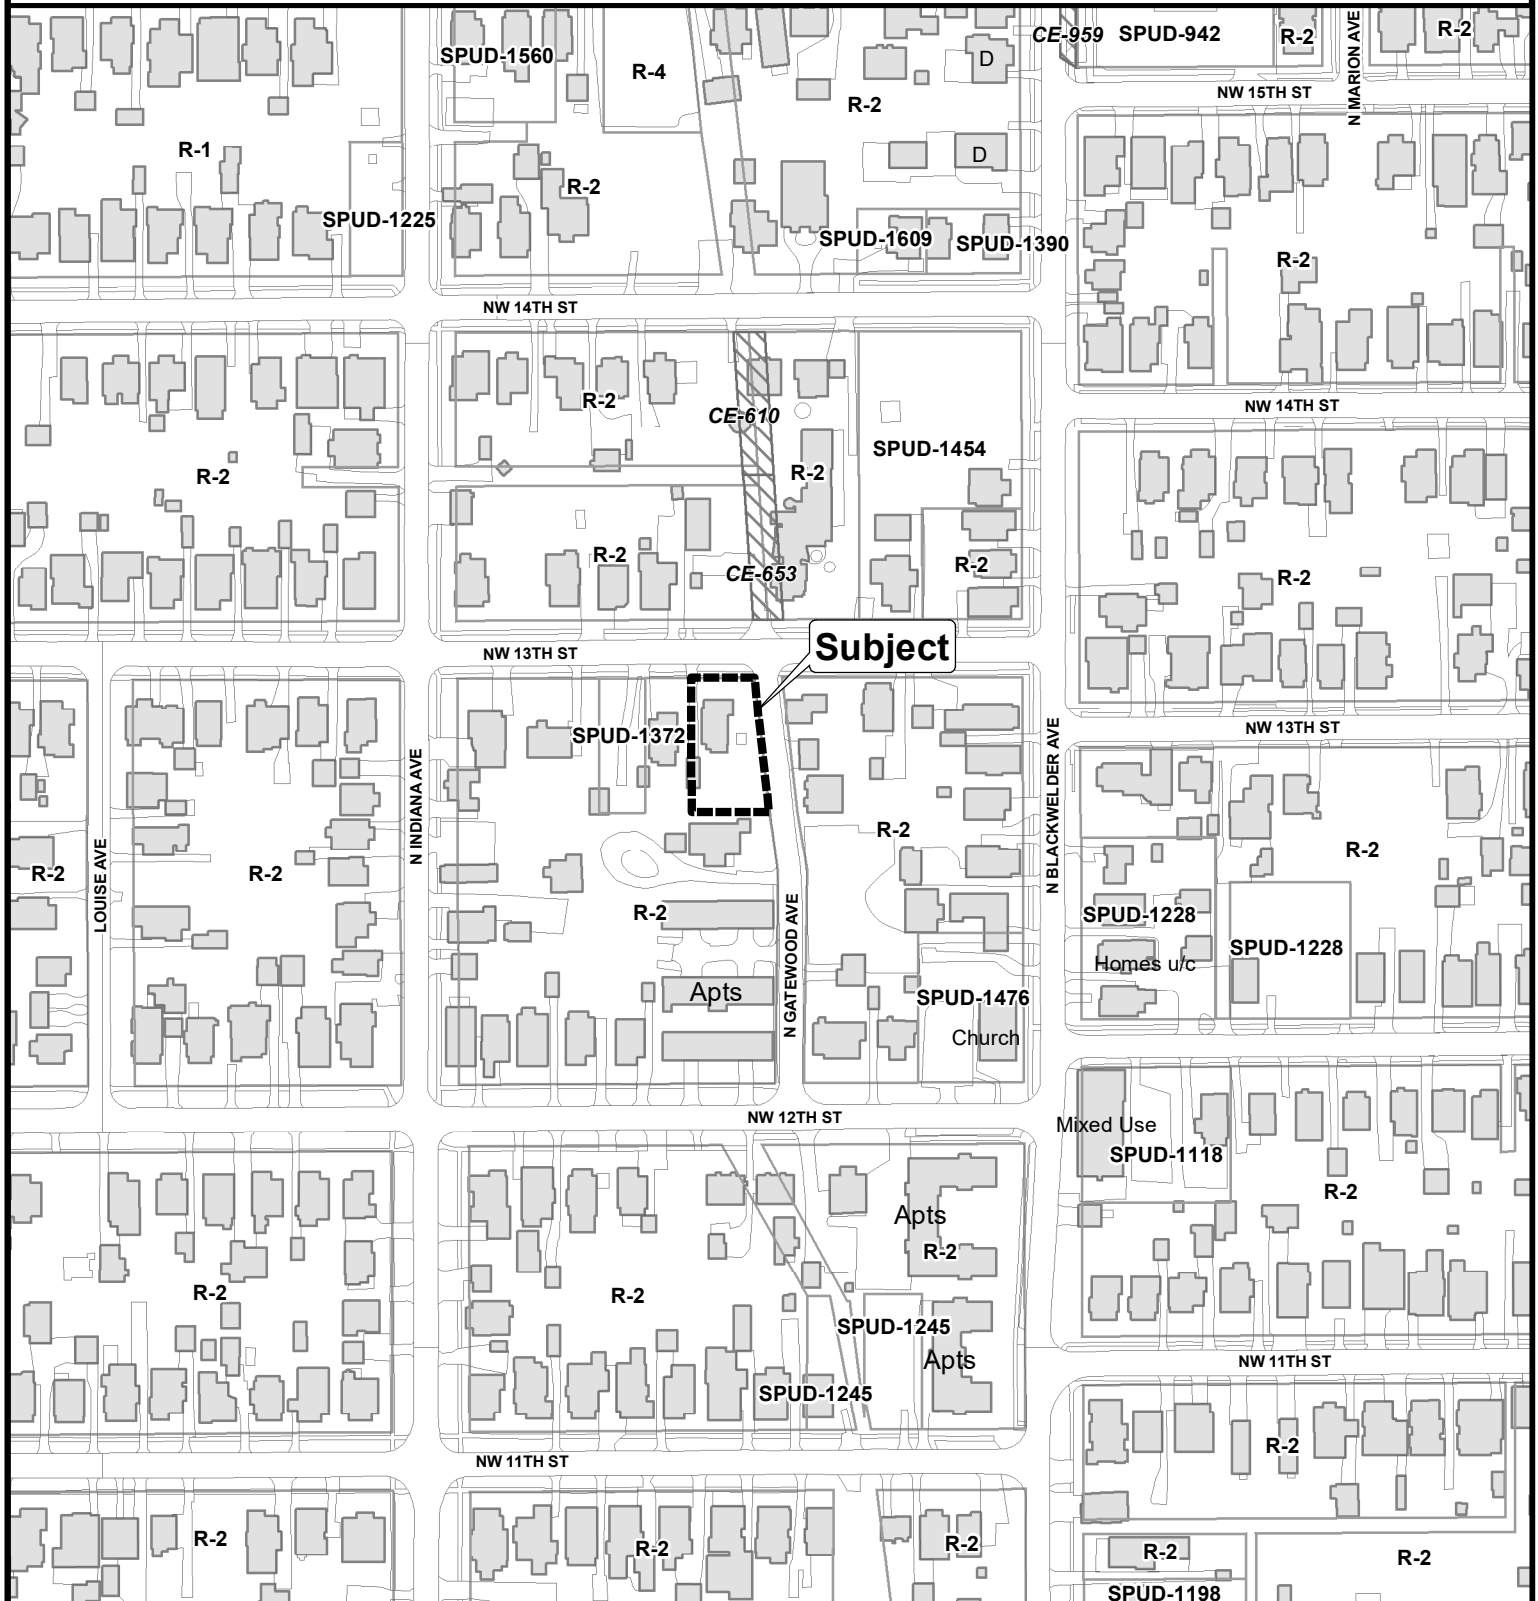 CE-959
SPUD-942
R-2
R-2
SPUD-1560
R-4
D
N MARION AVE
NW 15TH ST
R-2
R-1
D
R-2
SPUD-1225
SPUD-1609
SPUD-1390
R-2
NW 14TH ST
R-2
CE-610
NW 14TH ST
SPUD-1454
R-2
R-2
R-2
R-2
CE-653
R-2
Subject
NW 13TH ST
SPUD-1372
NW 13TH ST
N INDIANA AVE
N BLACKWELDER AVE
R-2
R-2
LOUISE AVE
R-2
R-2
R-2
SPUD-1228
N GATEWOOD AVE
SPUD-1228
Homes u/c
Apts
SPUD-1476
Church
NW 12TH ST
Mixed Use
SPUD-1118
R-2
Apts
R-2
R-2
R-2
SPUD-1245
Apts
NW 11TH ST
SPUD-1245
R-2
NW 11TH ST
R-2
R-2
R-2
R-2
R-2
SPUD-1198